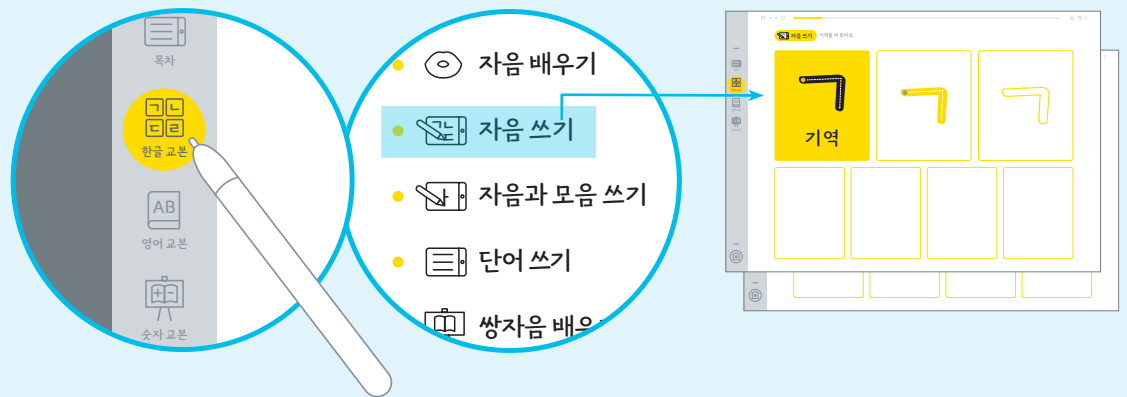 목차
ㄱㄴ
ㄷㄹ
한글 교본
AB
영어 교본
숫자 교본
자음 배우기
자음 쓰기
자음과 모음 쓰기
단어 쓰기
쌍자음 배우
자음 쓰기
기역